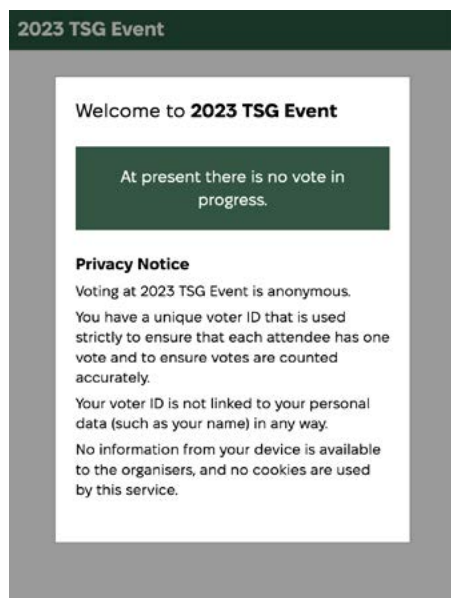 2023 TSG Event
Welcome to 2023 TSG Event
At present there is no vote in
progress.
Privacy Notice
Voting at 2023 TSG Event is anonymous.
You have a unique voter ID that is used
strictly to ensure that each attendee has one
vote and to ensure votes are counted
accurately.
Your voter ID is not linked to your personal
data (such as your name) in any way.
No information from your device is available
to the organisers, and no cookies are used
by this service.